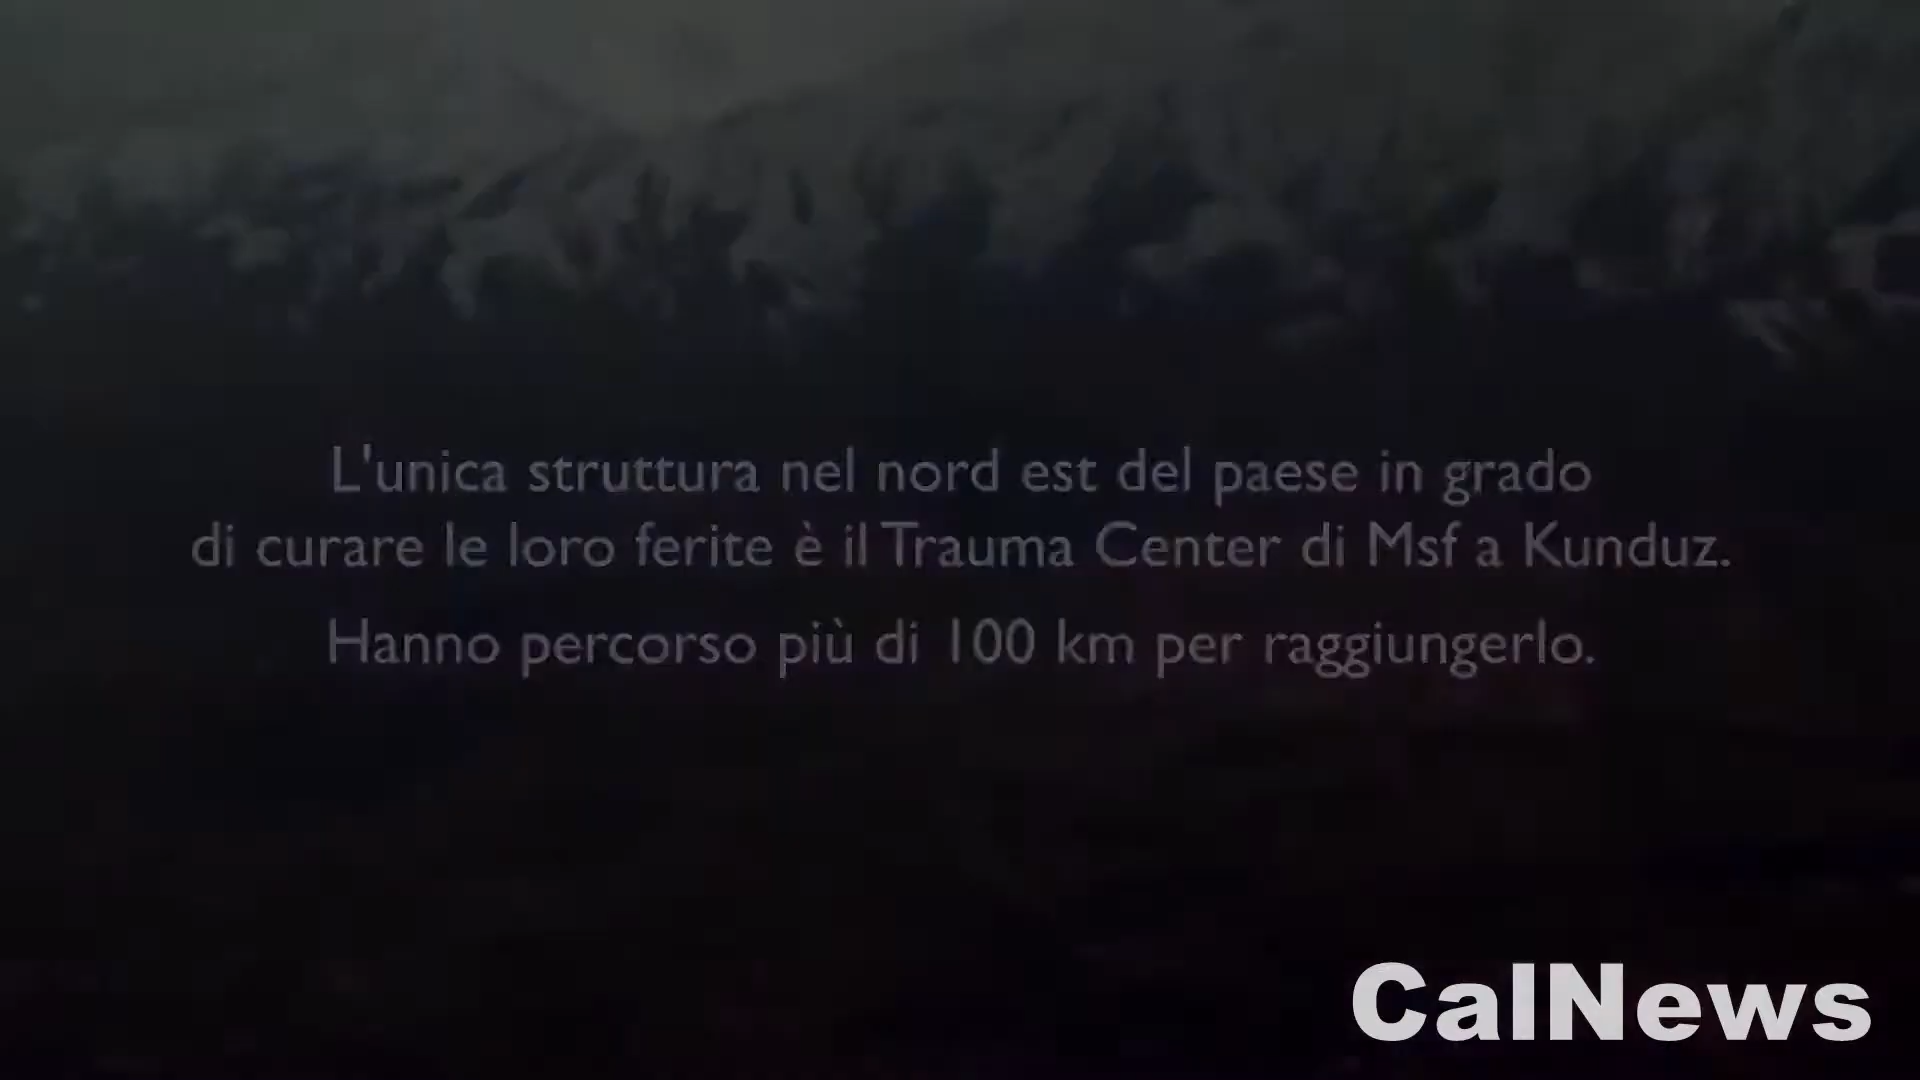 L'unica struttura nel nord est del paese in grado
di curare le loro ferite è il Trauma Center di Msf a Kunduz.
Hanno percorso più di 100 km per raggiungerlo.
CalNews